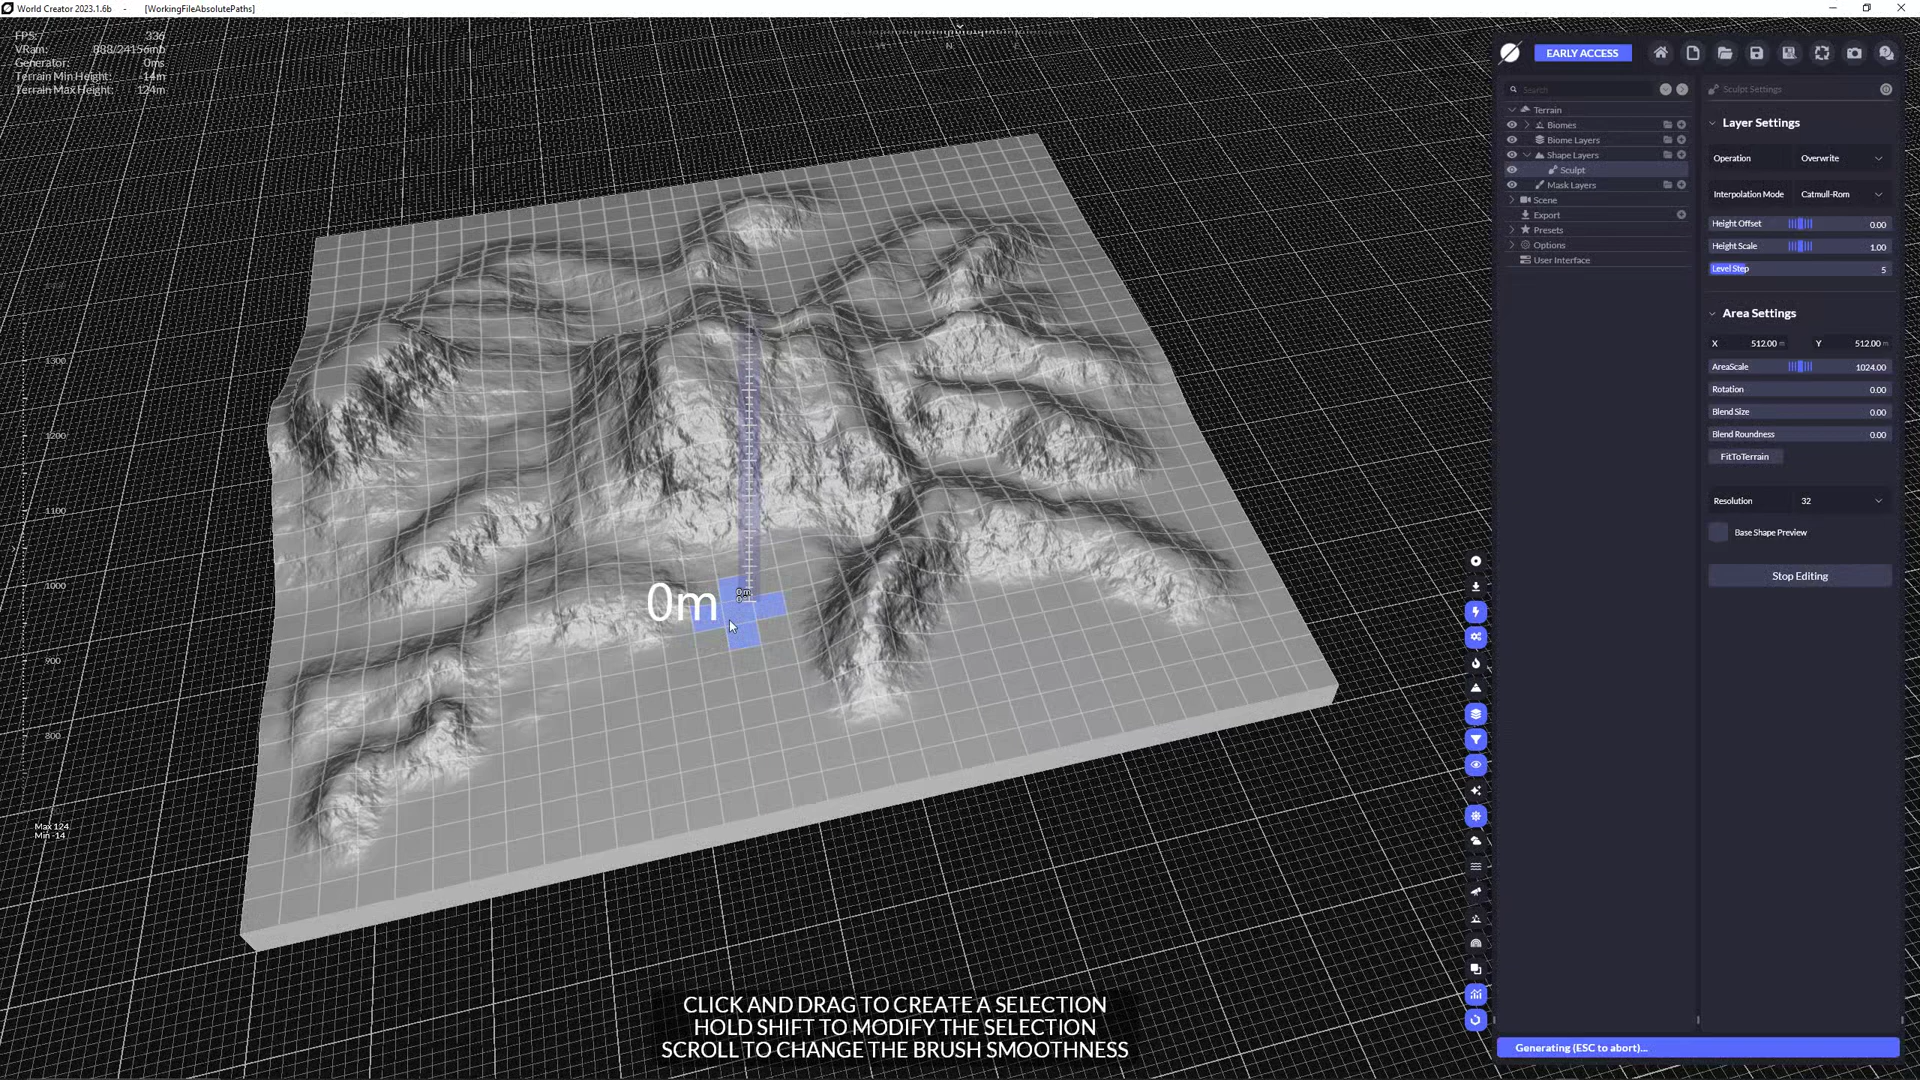 World Creator 2023.1.6b - [WorkingFileAbsolutePaths]
FPS: 336
VRam: 888/24156mb
Generator: 0ms
Terrain Min Height: -14m
Terrain Max Height: 124m
N
EARLY ACCESS
Search
Terrain
Biomes
Biome Layers
Shape Layers
Sculpt
Mask Layers
Scene
Export
Presets
Options
User Interface
Sculpt Settings
Layer Settings
Operation Overwrite
Interpolation Mode Catmull-Rom
Height Offset 0.00
Height Scale 1.00
Level Step 5
Area Settings
X 512.00 m Y 512.00 m
AreaScale 1024.00
Rotation 0.00
Blend Size 0.00
Blend Roundness 0.00
FitToTerrain
Resolution 32
Base Shape Preview
Stop Editing
1300
1200
1100
1000
900
800
Max 124
Min -14
0m
0 m
CLICK AND DRAG TO CREATE A SELECTION
HOLD SHIFT TO MODIFY THE SELECTION
SCROLL TO CHANGE THE BRUSH SMOOTHNESS
Generating (ESC to abort)...